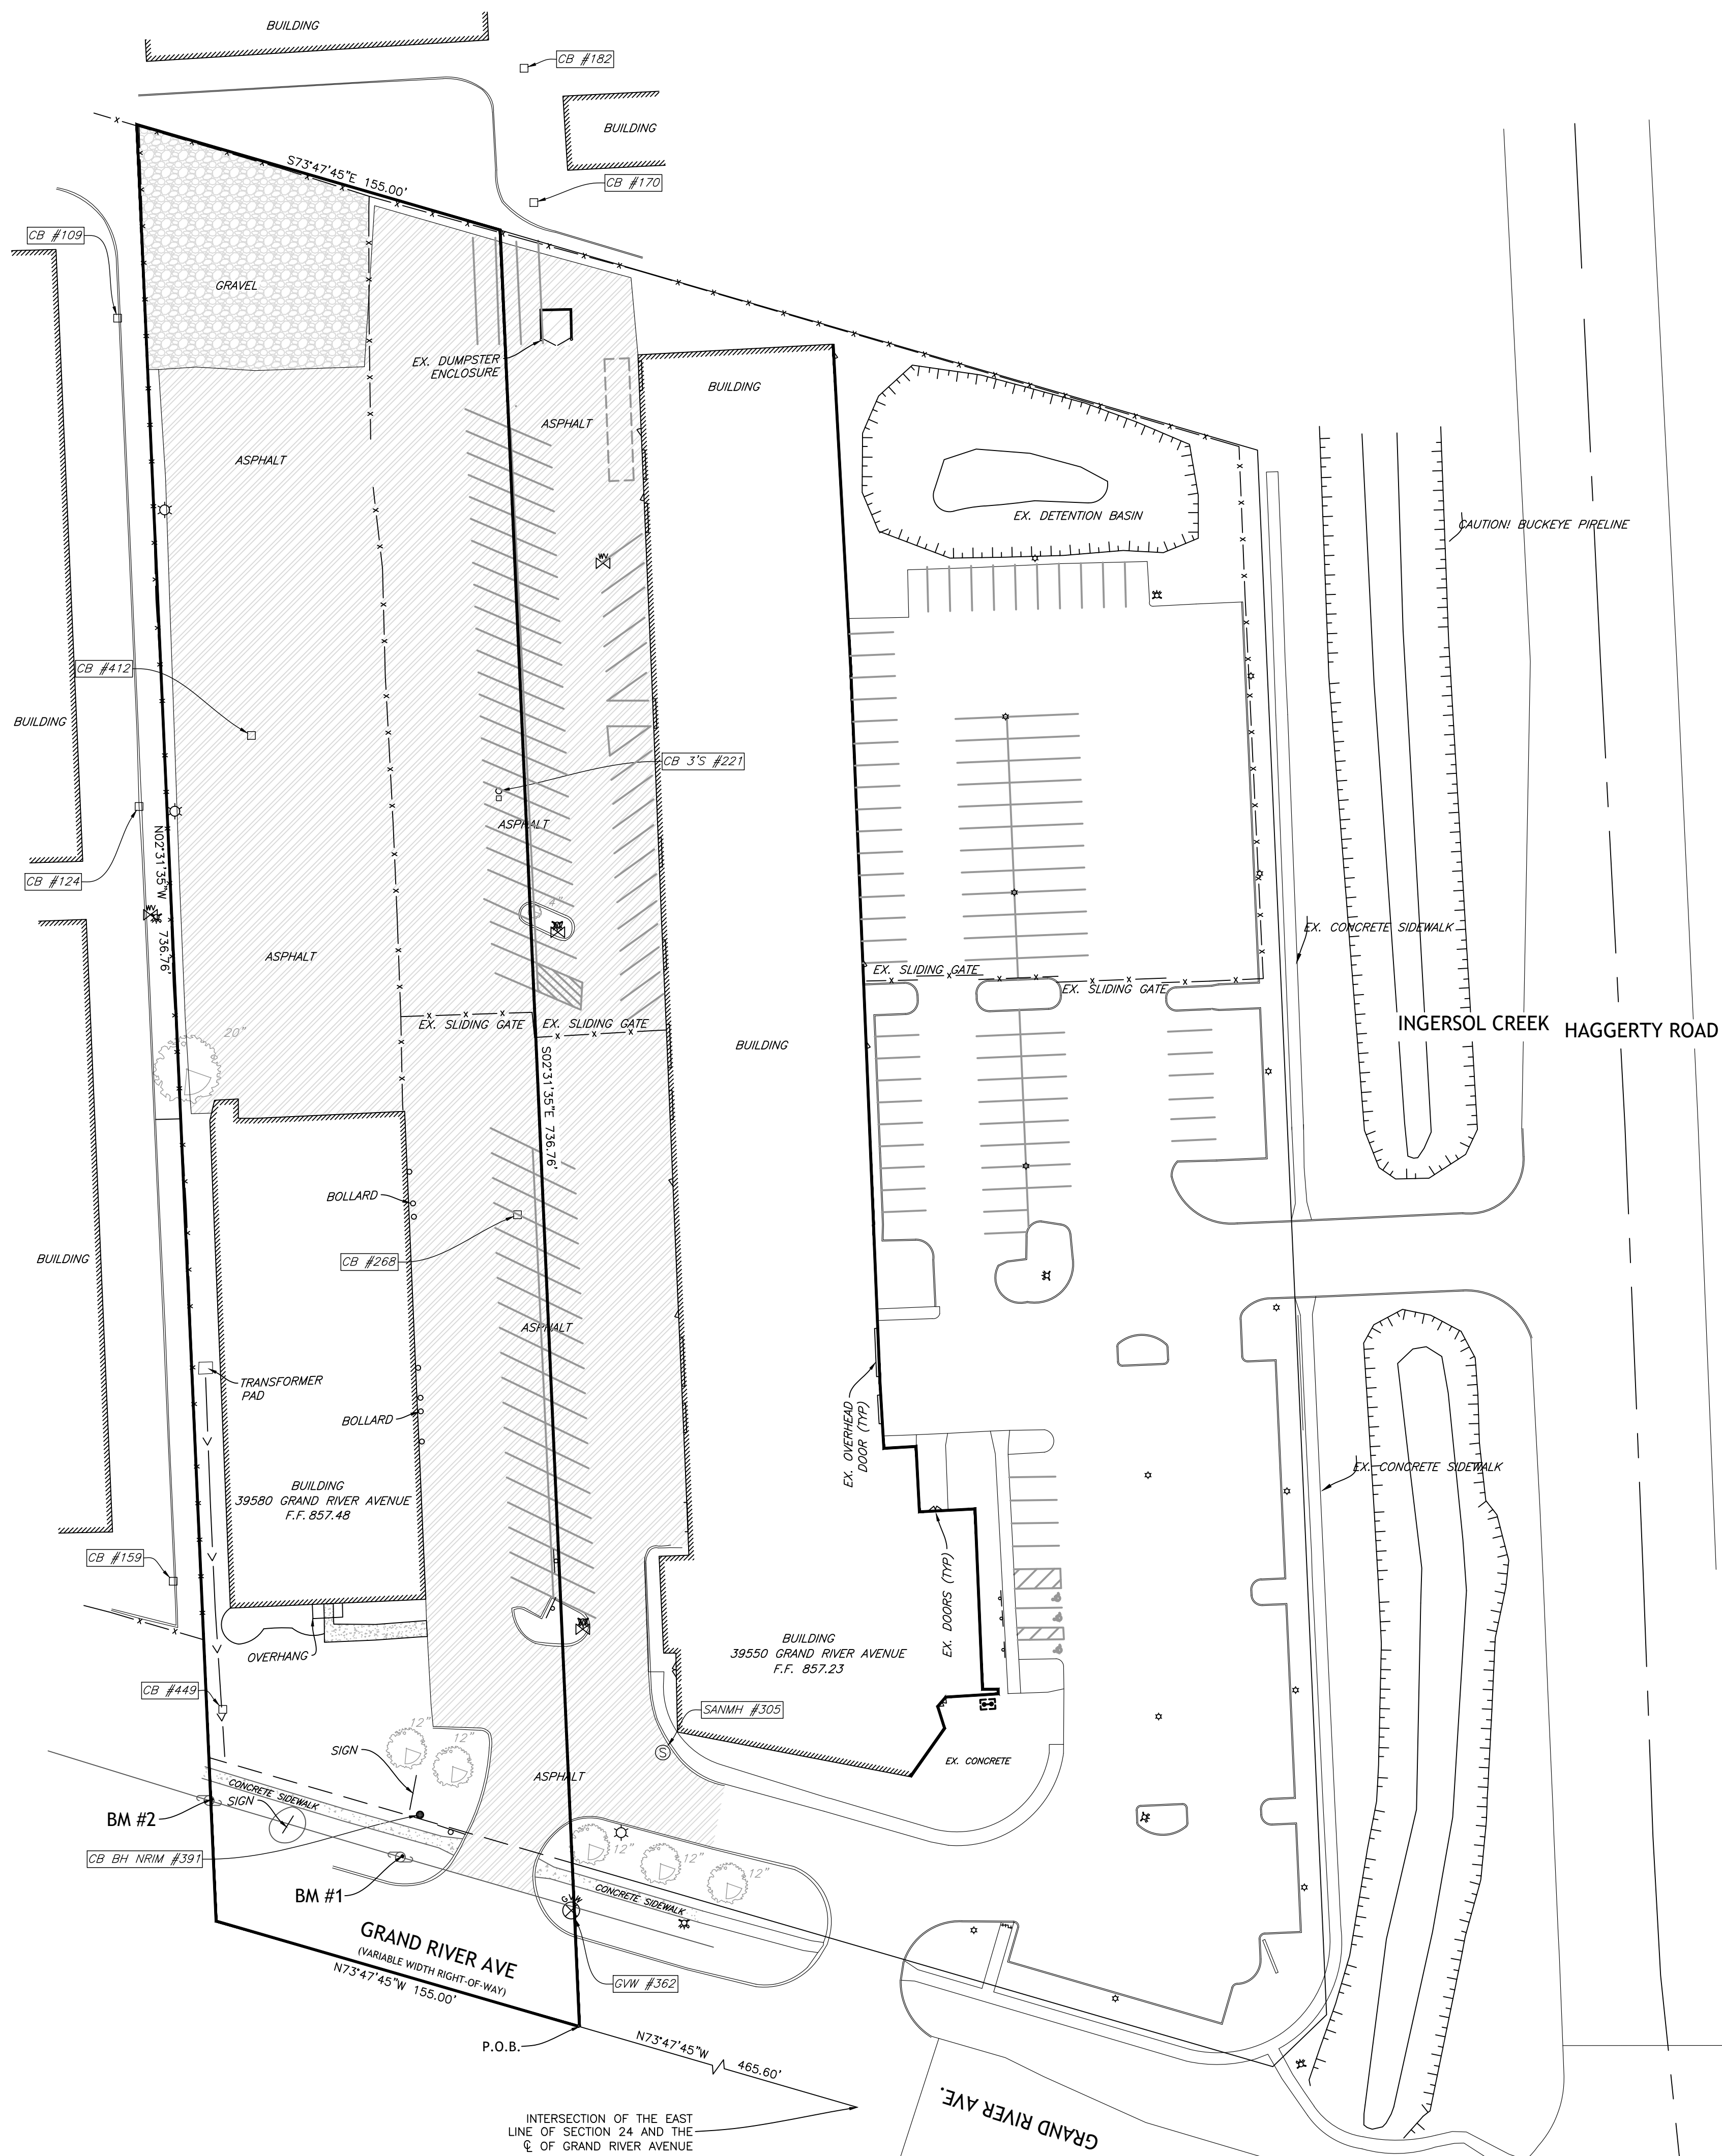 BUILDING
CB #182
BUILDING
S73°47'45"E 155.00'
CB #170
CB #109
GRAVEL
EX. DUMPSTER
ENCLOSURE
BUILDING
ASPHALT
ASPHALT
EX. DETENTION BASIN
CAUTION! BUCKEYE PIPELINE
WV
CB #412
BUILDING
CB 3'S #221
ASPHALT
N02°31'35"W 736.76'
CB #124
WV
4"
EX. CONCRETE SIDEWALK
ASPHALT
EX. SLIDING GATE
EX. SLIDING GATE
EX. SLIDING GATE
EX. SLIDING GATE
INGERSOL CREEK
HAGGERTY ROAD
20"
BUILDING
S02°31'35"E 736.76'
BOLLARD
BUILDING
CB #268
ASPHALT
TRANSFORMER
PAD
BOLLARD
EX. OVERHEAD
DOOR (TYP)
EX. CONCRETE SIDEWALK
BUILDING
39580 GRAND RIVER AVENUE
F.F. 857.48
CB #159
EX. DOORS (TYP)
BUILDING
39550 GRAND RIVER AVENUE
F.F. 857.23
OVERHANG
CB #449
SANMH #305
S
12"
12"
SIGN
EX. CONCRETE
ASPHALT
CONCRETE SIDEWALK
SIGN
BM #2
12"
12"
12"
CB BH NRIM #391
BM #1
CONCRETE SIDEWALK
GVW
GRAND RIVER AVE
(VARIABLE WIDTH RIGHT-OF-WAY)
N73°47'45"W 155.00'
GVW #362
P.O.B.
N73°47'45"W 465.60'
GRAND RIVER AVE.
INTERSECTION OF THE EAST
LINE OF SECTION 24 AND THE
℄ OF GRAND RIVER AVENUE